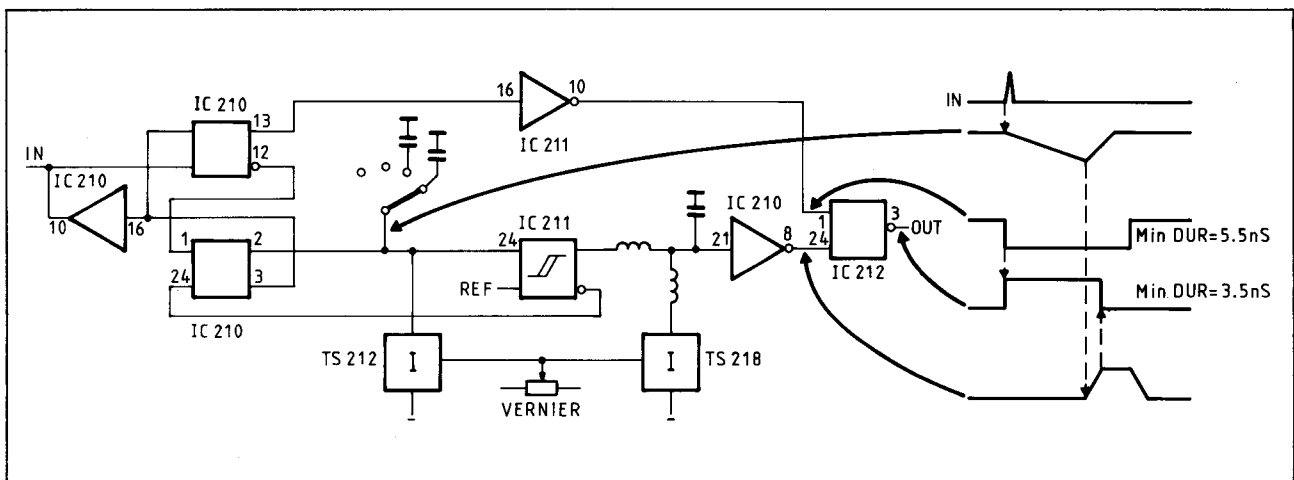 IC 210
13
12
IN
IC 210
10
16
1
2
24
3
IC 210
16
10
IC 211
IC 211
24
REF
IC 210
21
8
1
3
OUT
24
IC 212
TS 212
I
I
TS 218
VERNIER
IN
Min DUR=5.5nS
Min DUR=3.5nS